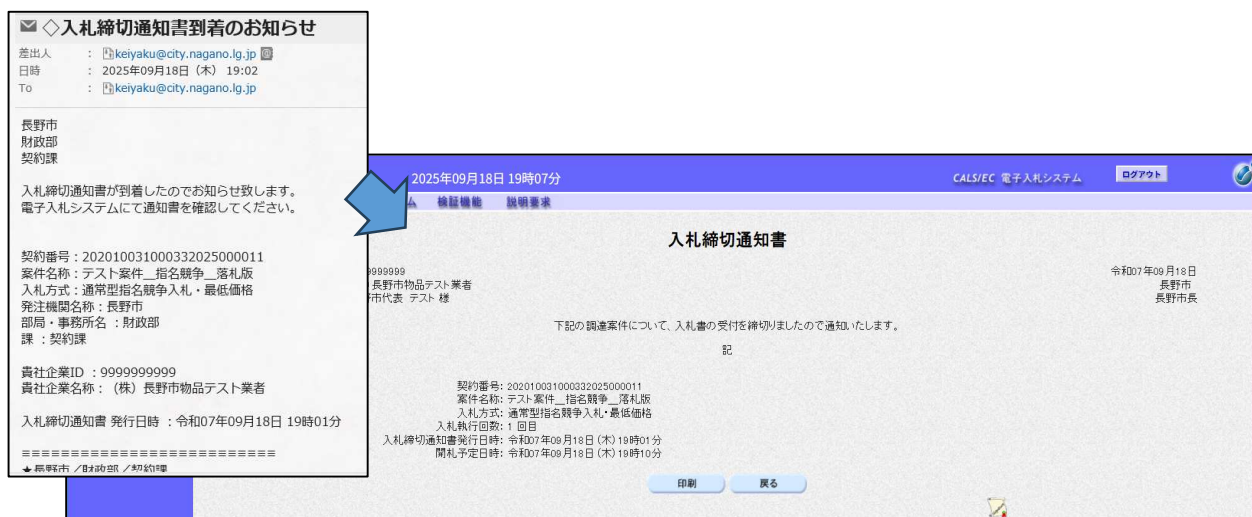 ◇入札締切通知書到着のお知らせ
差出人 : keiyaku@city.nagano.lg.jp
日時 : 2025年09月18日（木） 19:02
To : keiyaku@city.nagano.lg.jp
長野市
財政部
契約課
入札締切通知書が到着したのでお知らせ致します。
電子入札システムにて通知書を確認してください。
契約番号：202010031000332025000011
案件名称：テスト案件__指名競争__落札版
入札方式：通常型指名競争入札・最低価格
発注機関名称：長野市
部局・事務所名 ：財政部
課 ：契約課
貴社企業ID ：9999999999
貴社企業名称：（株）長野市物品テスト業者
入札締切通知書 発行日時 ：令和07年09月18日 19時01分
==========================
★長野市／財政部／契約課
2025年09月18日 19時07分
CALS/EC 電子入札システム
ログアウト
検証機能 説明要求
入札締切通知書
9999999
長野市物品テスト業者
市代表 テスト 様
令和07年09月18日
長野市
長野市長
下記の調達案件について、入札書の受付を締切りましたので通知いたします。
記
契約番号: 202010031000332025000011
案件名称: テスト案件__指名競争__落札版
入札方式: 通常型指名競争入札・最低価格
入札執行回数: 1 回目
入札締切通知書発行日時: 令和07年09月18日(木)19時01分
開札予定日時: 令和07年09月18日(木)19時10分
印刷 戻る